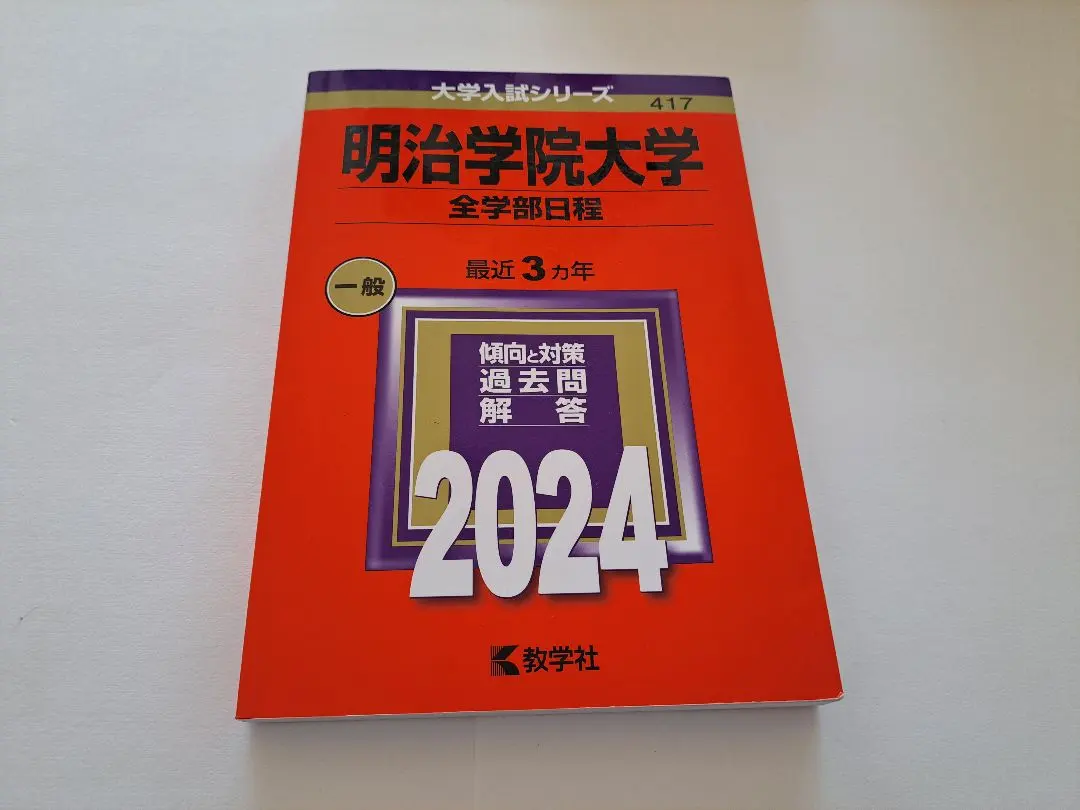 大学入試シリーズ
417
明治学院大学
全学部日程
最近3カ年
一般
傾向と対策
過去問
解答
2024
教学社